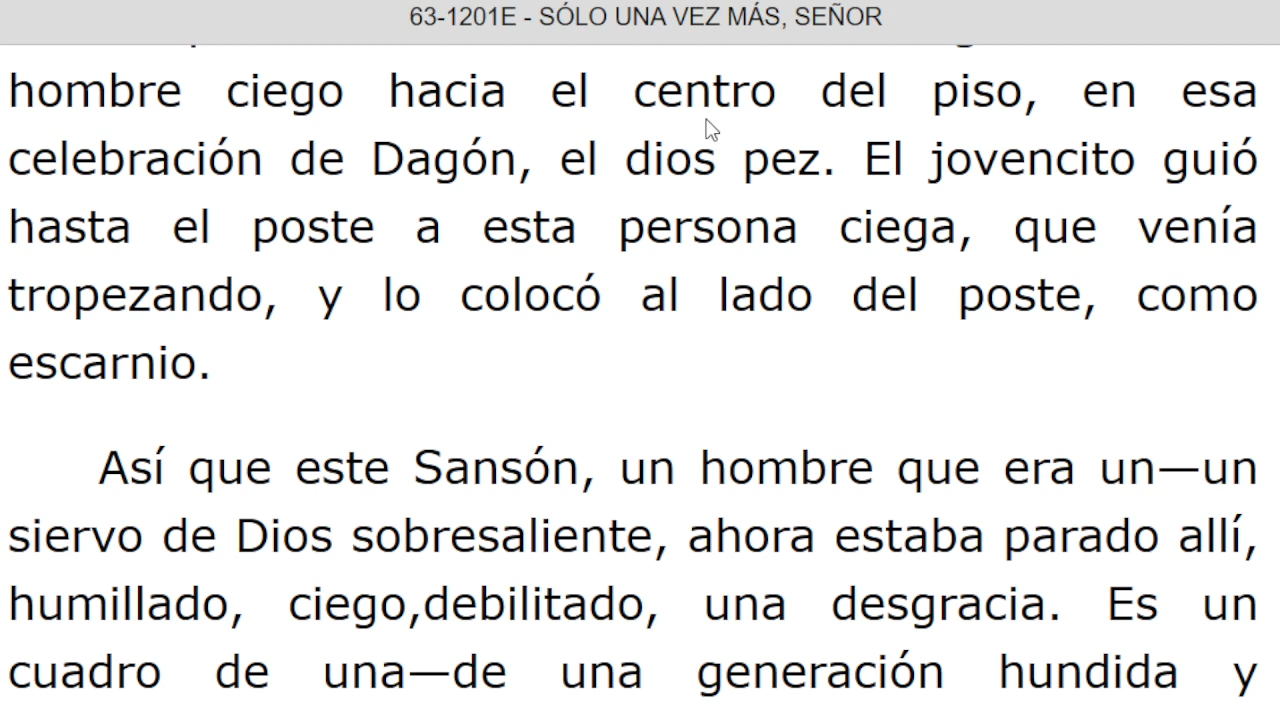 63-1201E - SÓLO UNA VEZ MÁS, SEÑOR
hombre ciego hacia el centro del piso, en esa
celebración de Dagón, el dios pez. El jovencito guió
hasta el poste a esta persona ciega, que venía
tropezando, y lo colocó al lado del poste, como
escarnio.
Así que este Sansón, un hombre que era un—un
siervo de Dios sobresaliente, ahora estaba parado allí,
humillado, ciego,debilitado, una desgracia. Es un
cuadro de una—de una generación hundida y